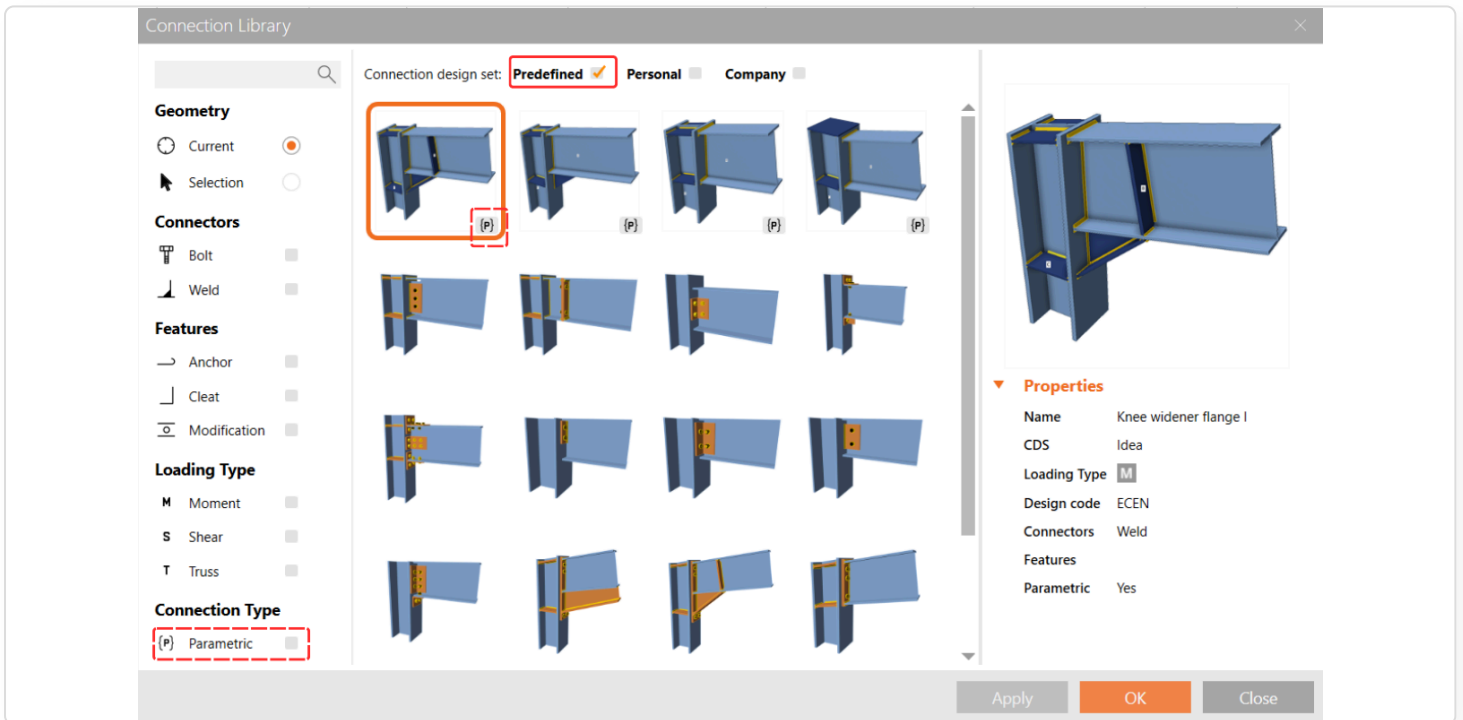 Connection Library
Connection design set: Predefined Personal Company
Geometry
Current
Selection
Connectors
Bolt
Weld
Features
Anchor
Cleat
Modification
Loading Type
M Moment
S Shear
T Truss
Connection Type
{P} Parametric
{P} {P} {P} {P}
Properties
Name Knee widener flange I
CDS Idea
Loading Type M
Design code ECEN
Connectors Weld
Features
Parametric Yes
Apply OK Close